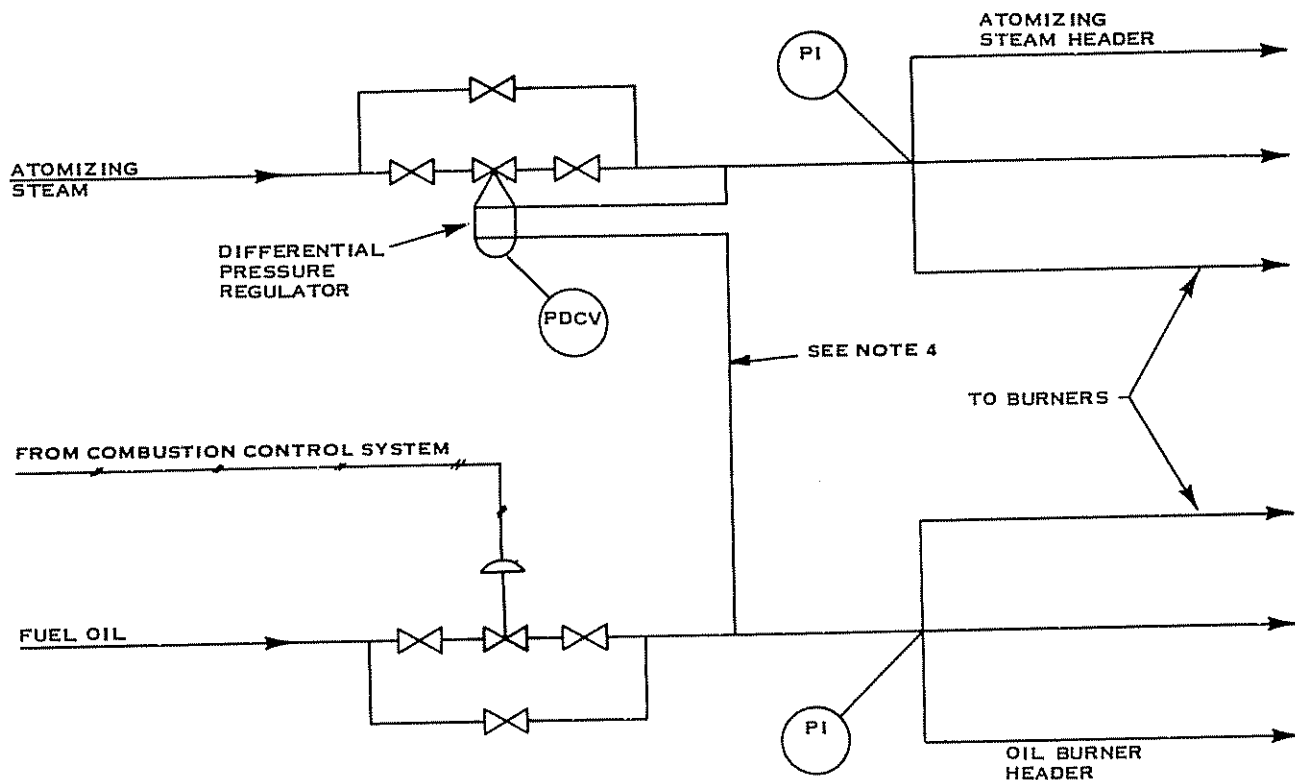 ATOMIZING
STEAM HEADER
PI
ATOMIZING
STEAM
DIFFERENTIAL
PRESSURE
REGULATOR
PDCV
SEE NOTE 4
TO BURNERS
FROM COMBUSTION CONTROL SYSTEM
FUEL OIL
PI
OIL BURNER
HEADER